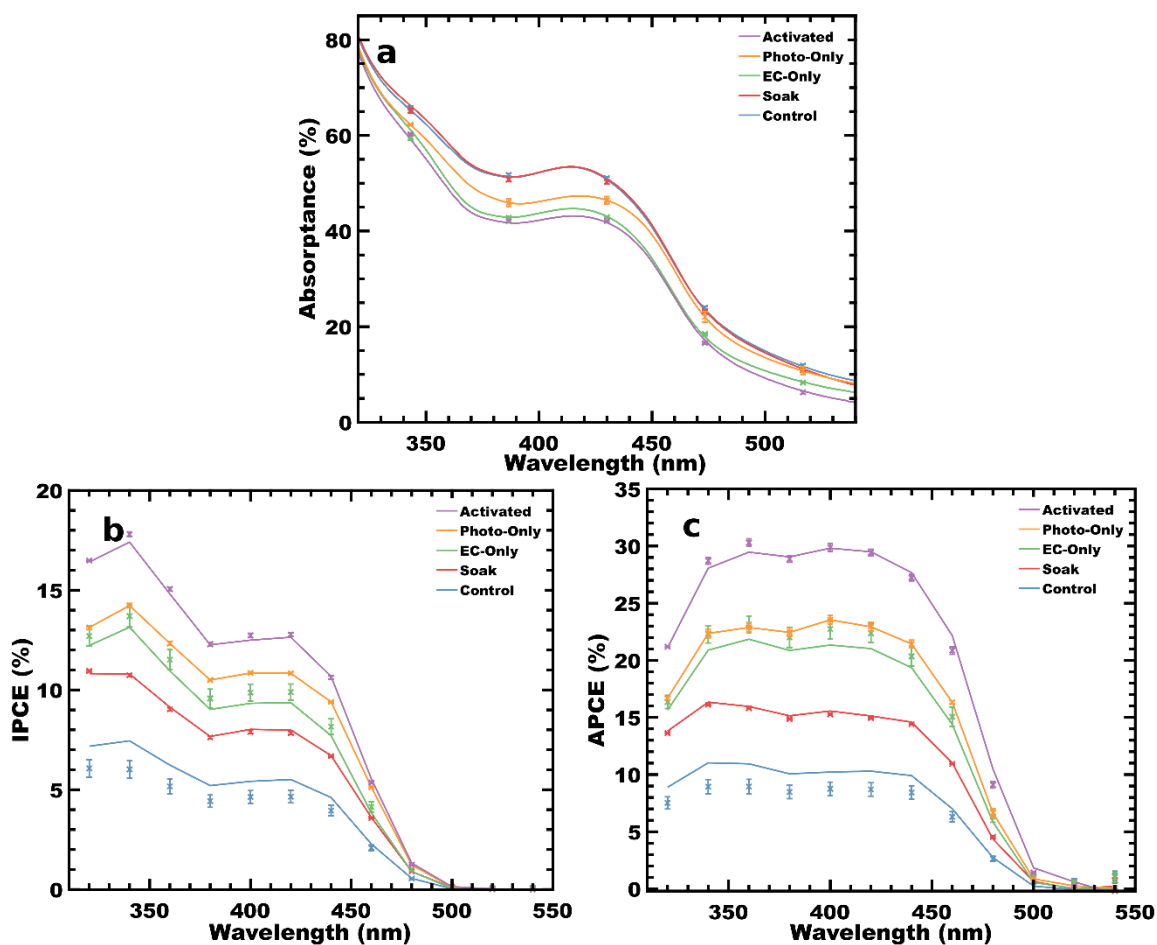 a
Absorptance (%)
80
60
40
20
0
350 400 450 500
Wavelength (nm)
Activated
Photo-Only
EC-Only
Soak
Control
b
IPCE (%)
20
15
10
5
0
350 400 450 500 550
Wavelength (nm)
Activated
Photo-Only
EC-Only
Soak
Control
c
APCE (%)
35
30
25
20
15
10
5
0
350 400 450 500 550
Wavelength (nm)
Activated
Photo-Only
EC-Only
Soak
Control